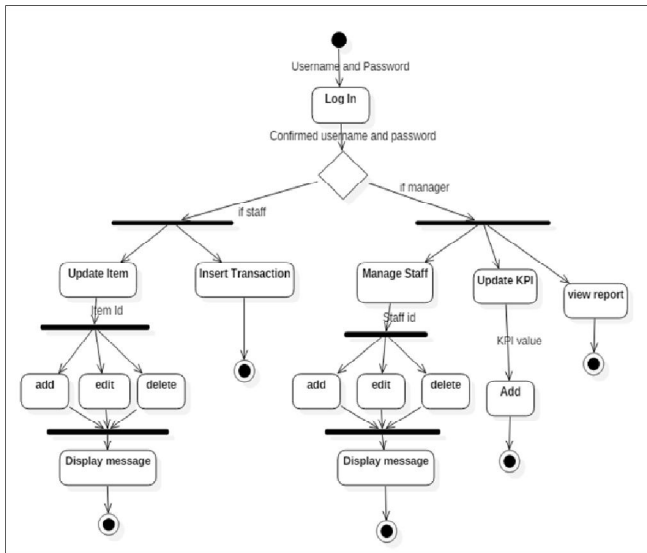 Username and Password
Log In
Confirmed username and password
if staff
if manager
Update Item
Insert Transaction
Manage Staff
Update KPI
view report
Item Id
Staff id
KPI value
add
edit
delete
add
edit
delete
Add
Display message
Display message